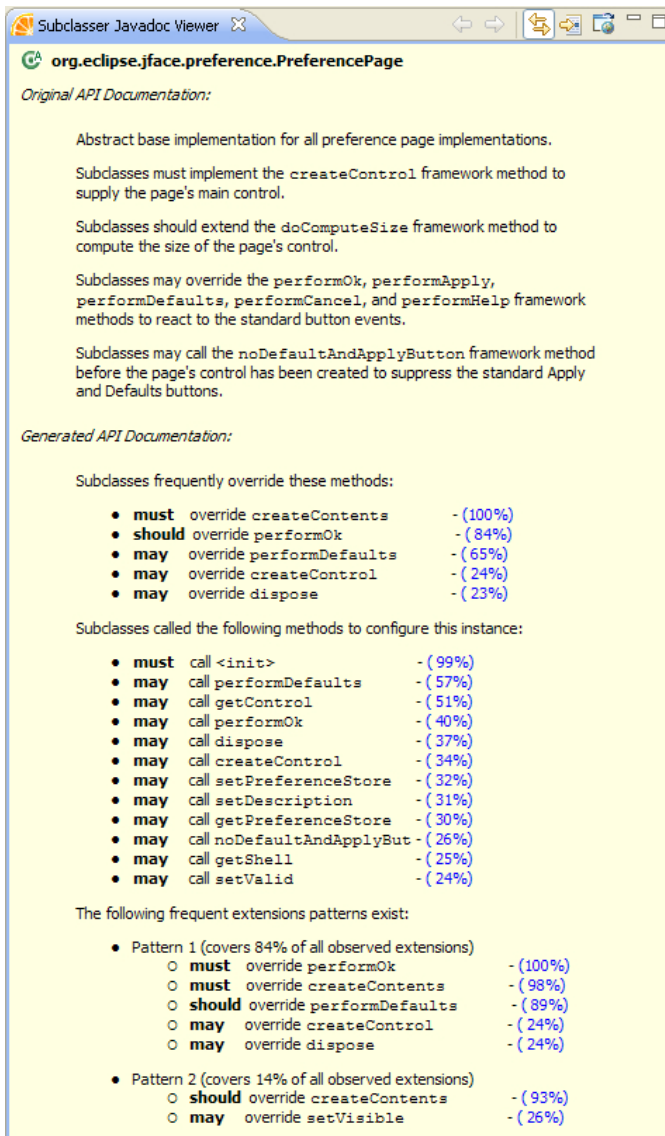 Subclasser Javadoc Viewer
org.eclipse.jface.preference.PreferencePage
Original API Documentation:
Abstract base implementation for all preference page implementations.
Subclasses must implement the createControl framework method to
supply the page's main control.
Subclasses should extend the doComputeSize framework method to
compute the size of the page's control.
Subclasses may override the performOk, performApply,
performDefaults, performCancel, and performHelp framework
methods to react to the standard button events.
Subclasses may call the noDefaultAndApplyButton framework method
before the page's control has been created to suppress the standard Apply
and Defaults buttons.
Generated API Documentation:
Subclasses frequently override these methods:
• must override createContents - (100%)
• should override performOk - ( 84%)
• may override performDefaults - ( 65%)
• may override createControl - ( 24%)
• may override dispose - ( 23%)
Subclasses called the following methods to configure this instance:
• must call <init> - ( 99%)
• may call performDefaults - ( 57%)
• may call getControl - ( 51%)
• may call performOk - ( 40%)
• may call dispose - ( 37%)
• may call createControl - ( 34%)
• may call setPreferenceStore - ( 32%)
• may call setDescription - ( 31%)
• may call getPreferenceStore - ( 30%)
• may call noDefaultAndApplyBut - ( 26%)
• may call getShell - ( 25%)
• may call setValid - ( 24%)
The following frequent extensions patterns exist:
• Pattern 1 (covers 84% of all observed extensions)
○ must override performOk - (100%)
○ must override createContents - ( 98%)
○ should override performDefaults - ( 89%)
○ may override createControl - ( 24%)
○ may override dispose - ( 24%)
• Pattern 2 (covers 14% of all observed extensions)
○ should override createContents - ( 93%)
○ may override setVisible - ( 26%)